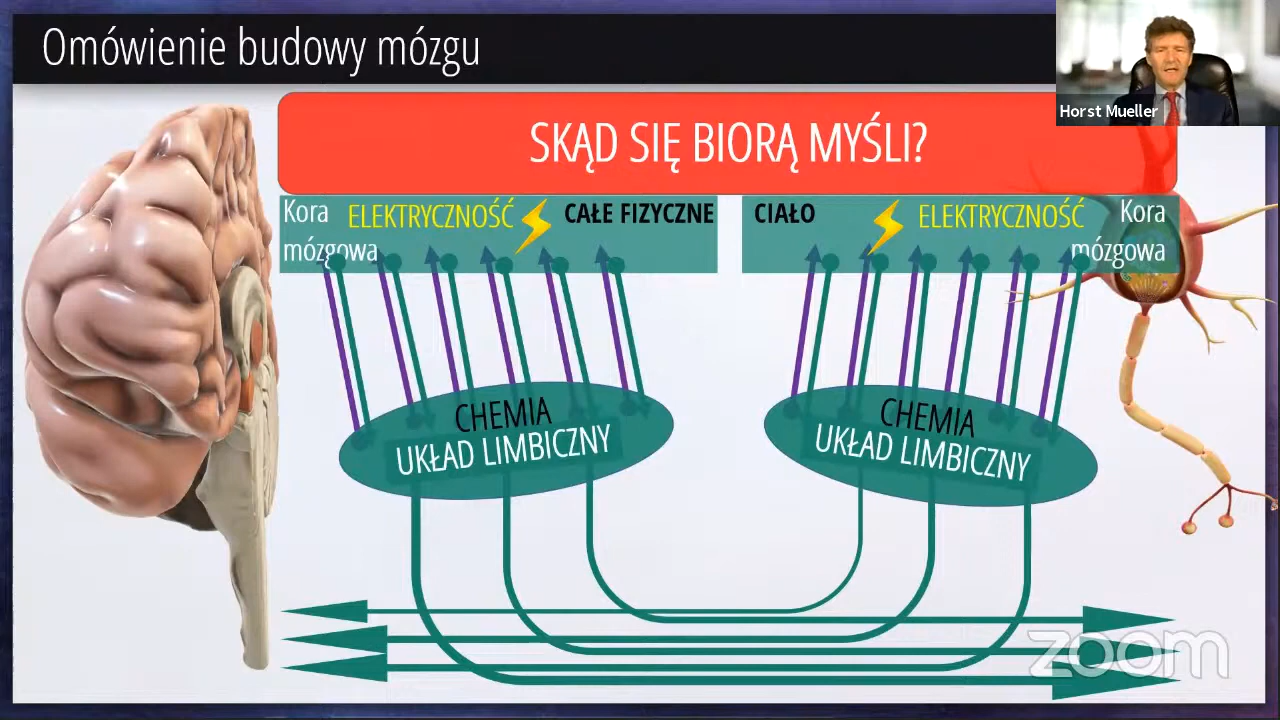 Omówienie budowy mózgu
Horst Mueller
SKĄD SIĘ BIORĄ MYŚLI?
Kora mózgowa
ELEKTRYCZNOŚĆ
CAŁE FIZYCZNE
CIAŁO
ELEKTRYCZNOŚĆ
Kora mózgowa
CHEMIA
UKŁAD LIMBICZNY
CHEMIA
UKŁAD LIMBICZNY
zoom